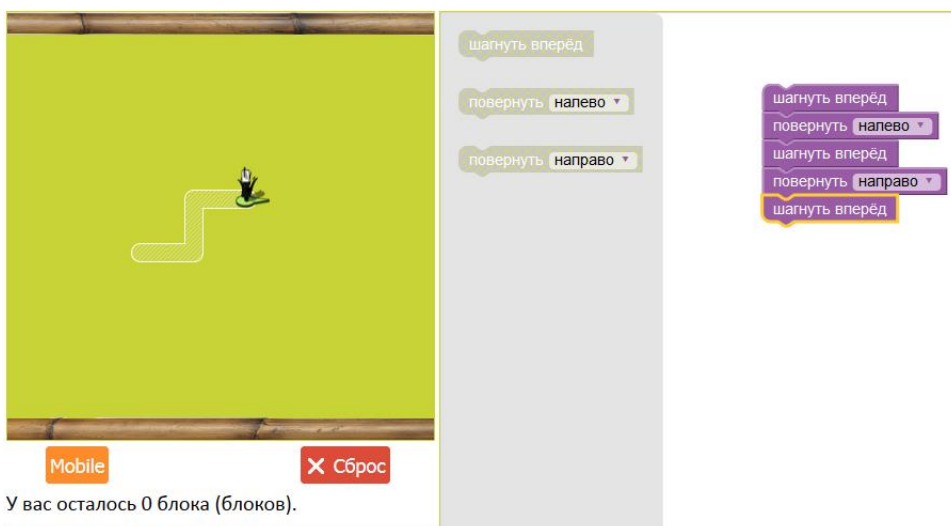 шагнуть вперёд
повернуть налево
повернуть направо
шагнуть вперёд
повернуть налево
шагнуть вперёд
повернуть направо
шагнуть вперёд
Mobile
Сброс
У вас осталось 0 блока (блоков).